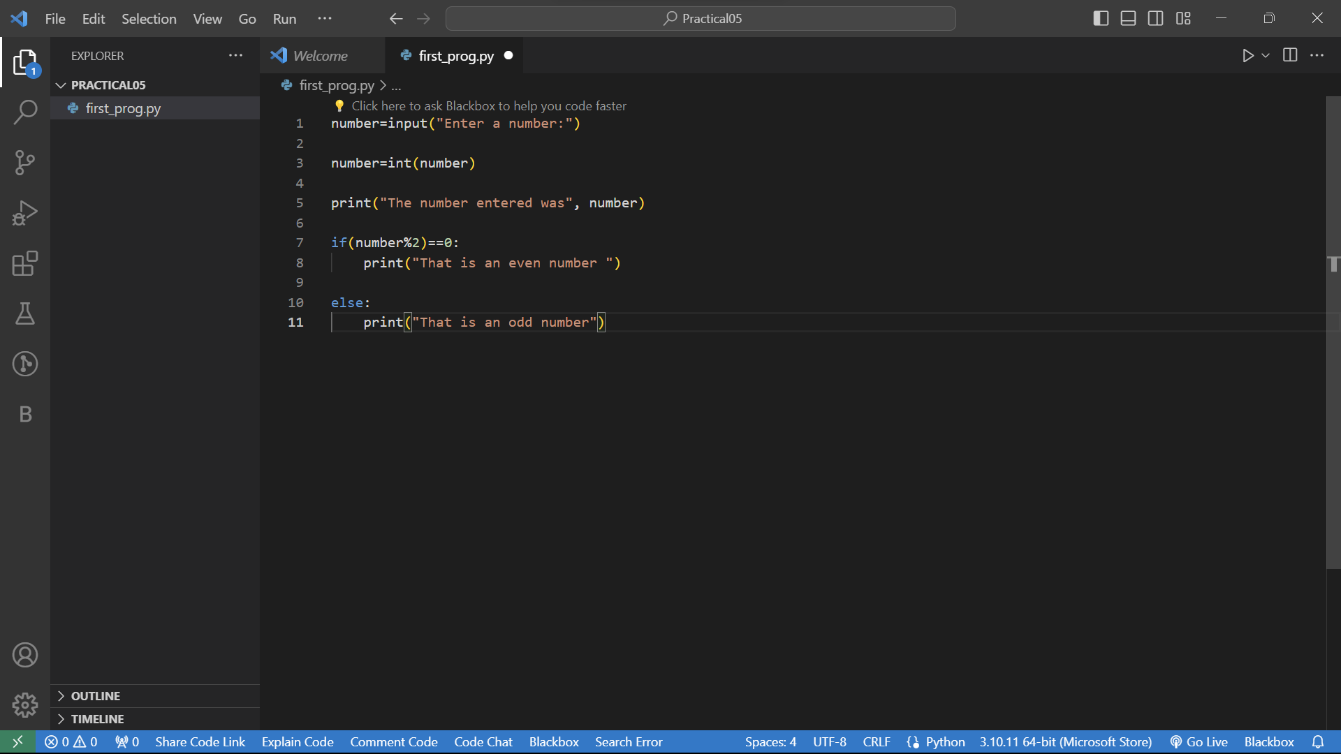 File Edit Selection View Go Run ··· Practical05
EXPLORER ···
Welcome
first_prog.py
1
PRACTICAL05
first_prog.py
first_prog.py > ...
Click here to ask Blackbox to help you code faster
1 number=input("Enter a number:")
2
3 number=int(number)
4
5 print("The number entered was", number)
6
7 if(number%2)==0:
8     print("That is an even number ")
9
10 else:
11     print("That is an odd number")
B
OUTLINE
TIMELINE
0 0 0 Share Code Link Explain Code Comment Code Code Chat Blackbox Search Error Spaces: 4 UTF-8 CRLF Python 3.10.11 64-bit (Microsoft Store) Go Live Blackbox